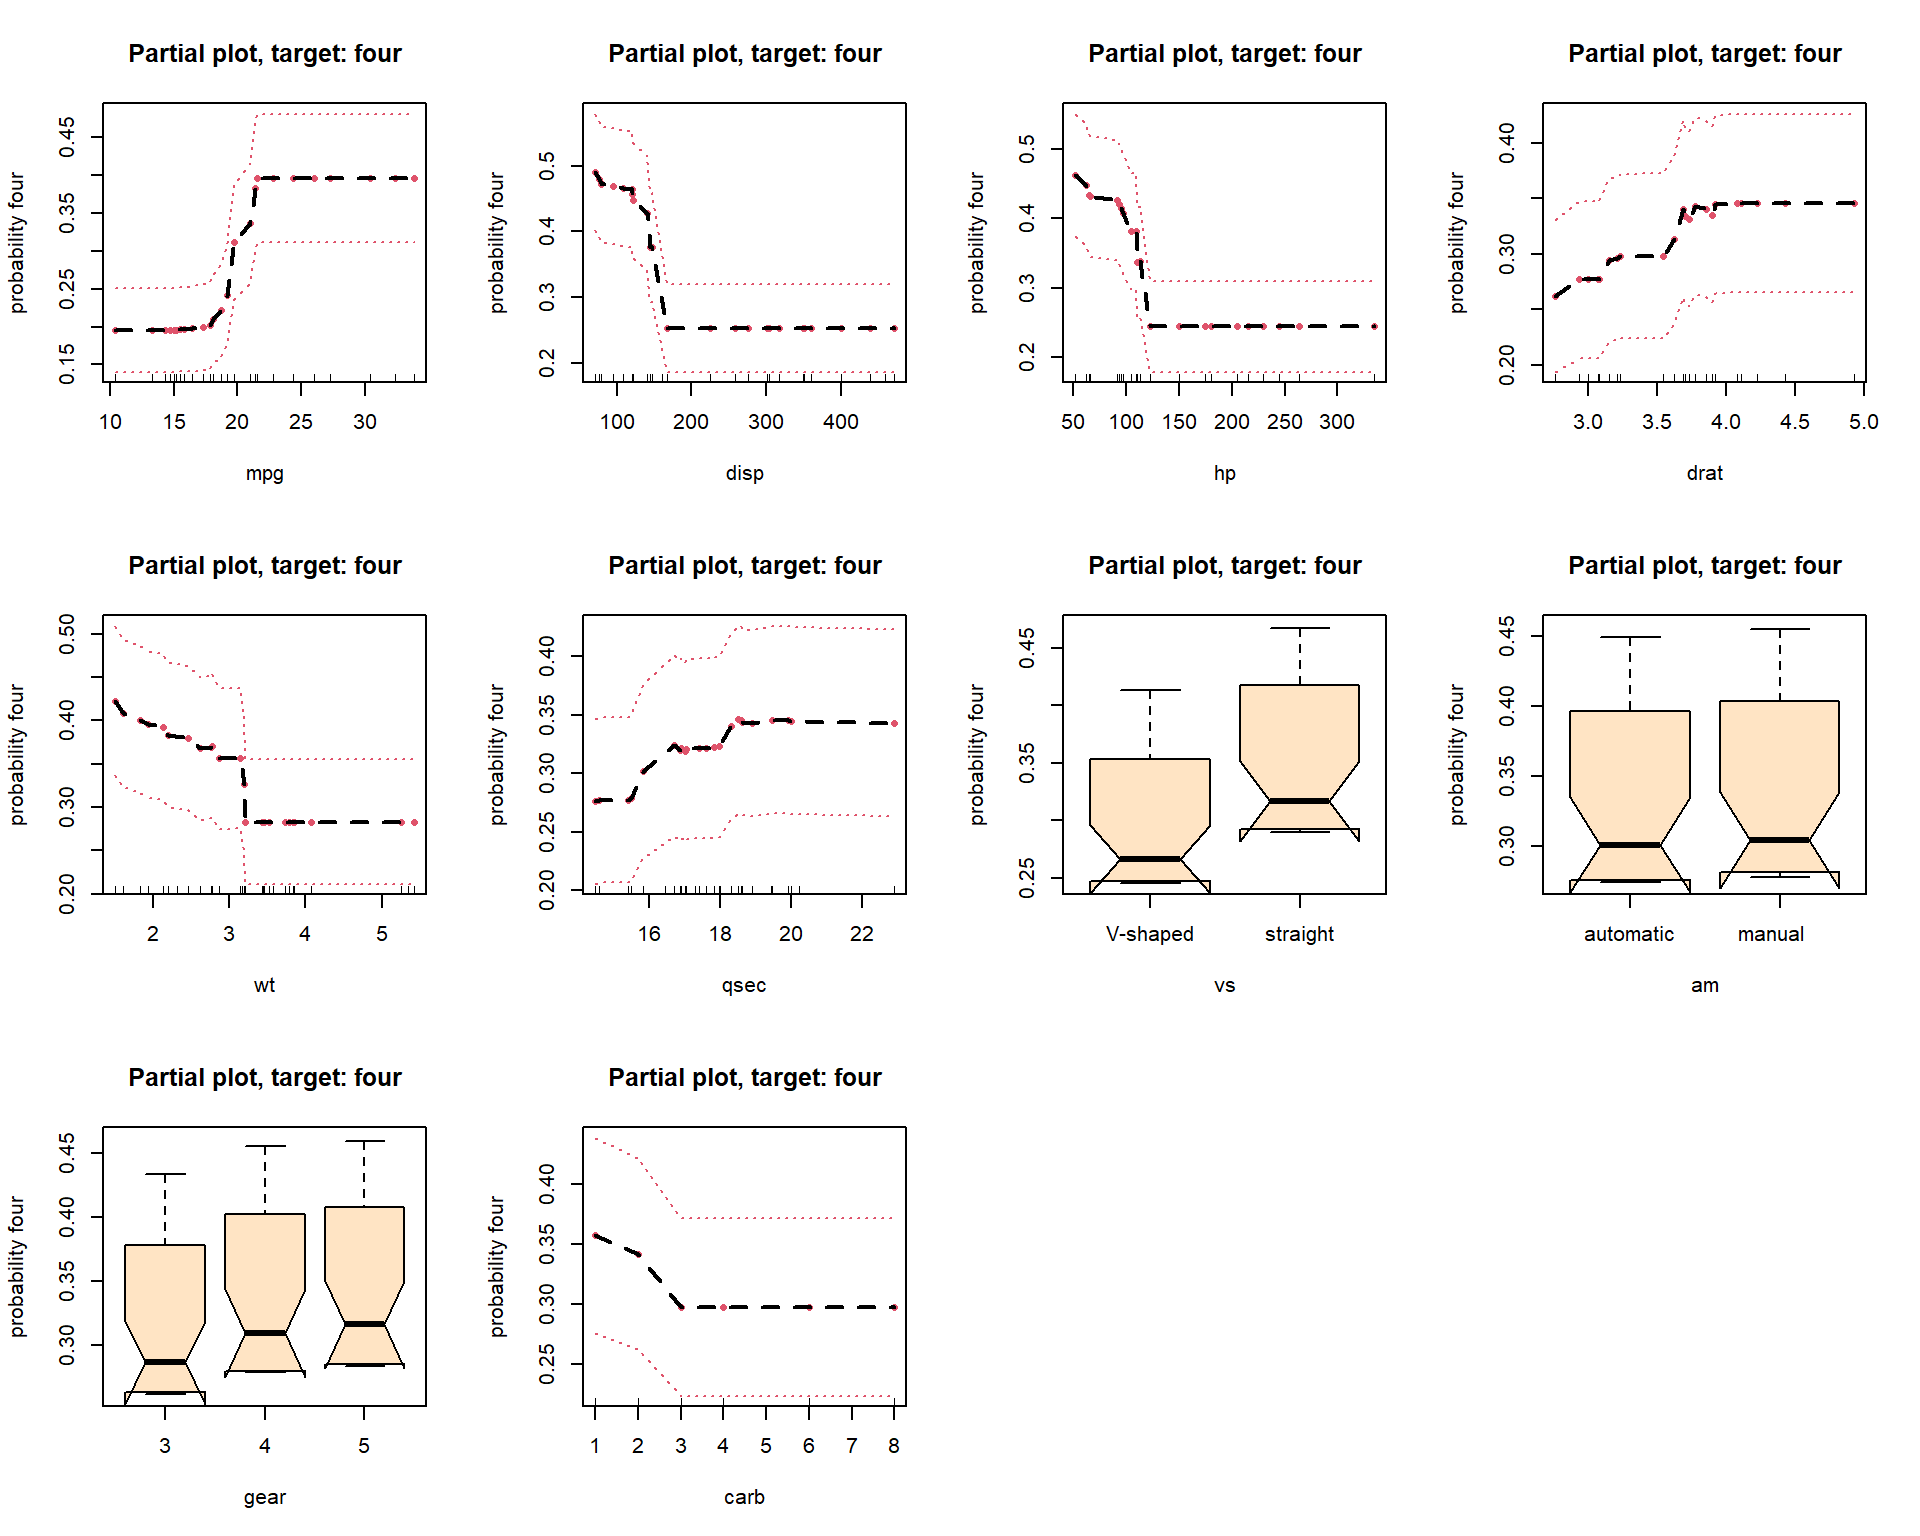 Partial plot, target: four
probability four
0.15 0.25 0.35 0.45
10 15 20 25 30
mpg
Partial plot, target: four
probability four
0.2 0.3 0.4 0.5
100 200 300 400
disp
Partial plot, target: four
probability four
0.2 0.3 0.4 0.5
50 100 150 200 250 300
hp
Partial plot, target: four
probability four
0.20 0.30 0.40
3.0 3.5 4.0 4.5 5.0
drat
Partial plot, target: four
probability four
0.20 0.30 0.40 0.50
2 3 4 5
wt
Partial plot, target: four
probability four
0.20 0.25 0.30 0.35 0.40
16 18 20 22
qsec
Partial plot, target: four
probability four
0.25 0.35 0.45
V-shaped straight
vs
Partial plot, target: four
probability four
0.30 0.35 0.40 0.45
automatic manual
am
Partial plot, target: four
probability four
0.30 0.35 0.40 0.45
3 4 5
gear
Partial plot, target: four
probability four
0.25 0.30 0.35 0.40
1 2 3 4 5 6 7 8
carb